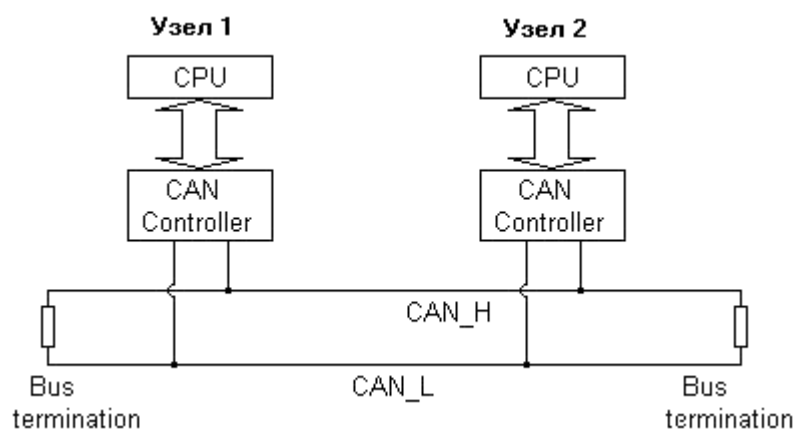 Узел 1
Узел 2
CPU
CPU
CAN
Controller
CAN
Controller
CAN_H
CAN_L
Bus
termination
Bus
termination